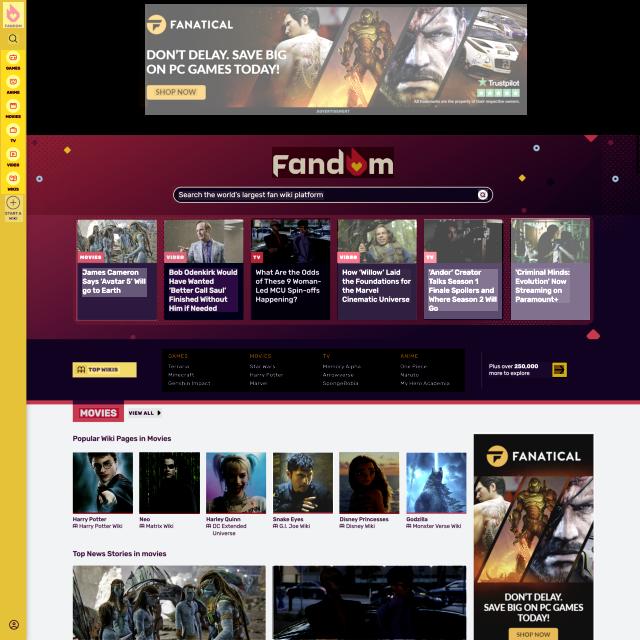 FANDOM
GAMES
ANIME
MOVIES
TV
VIDEO
WIKIS
START A
WIKI
FANATICAL
DON'T DELAY. SAVE BIG
ON PC GAMES TODAY!
SHOP NOW
Trustpilot
All trademarks are the property of their respective owners.
ADVERTISEMENT
Fandom
Search the world's largest fan wiki platform
MOVIES
James Cameron
Says 'Avatar 5' Will
go to Earth
VIDEO
Bob Odenkirk Would
Have Wanted
'Better Call Saul'
Finished Without
Him if Needed
TV
What Are the Odds
of These 9 Woman-
Led MCU Spin-offs
Happening?
VIDEO
How 'Willow' Laid
the Foundations for
the Marvel
Cinematic Universe
TV
'Andor' Creator
Talks Season 1
Finale Spoilers and
Where Season 2 Will
Go
'Criminal Minds:
Evolution' Now
Streaming on
Paramount+
TOP WIKIS
GAMES
Terraria
Minecraft
Genshin Impact
MOVIES
Star Wars
Harry Potter
Marvel
TV
Memory Alpha
Arrowverse
SpongeBobia
ANIME
One Piece
Naruto
My Hero Academia
Plus over 250,000
more to explore
MOVIES
VIEW ALL
Popular Wiki Pages in Movies
Harry Potter
Harry Potter Wiki
Neo
Matrix Wiki
Harley Quinn
DC Extended
Universe
Snake Eyes
G.I. Joe Wiki
Disney Princesses
Disney Wiki
Godzilla
Monster Verse Wiki
Top News Stories in movies
FANATICAL
DON'T DELAY.
SAVE BIG ON PC GAMES
TODAY!
SHOP NOW